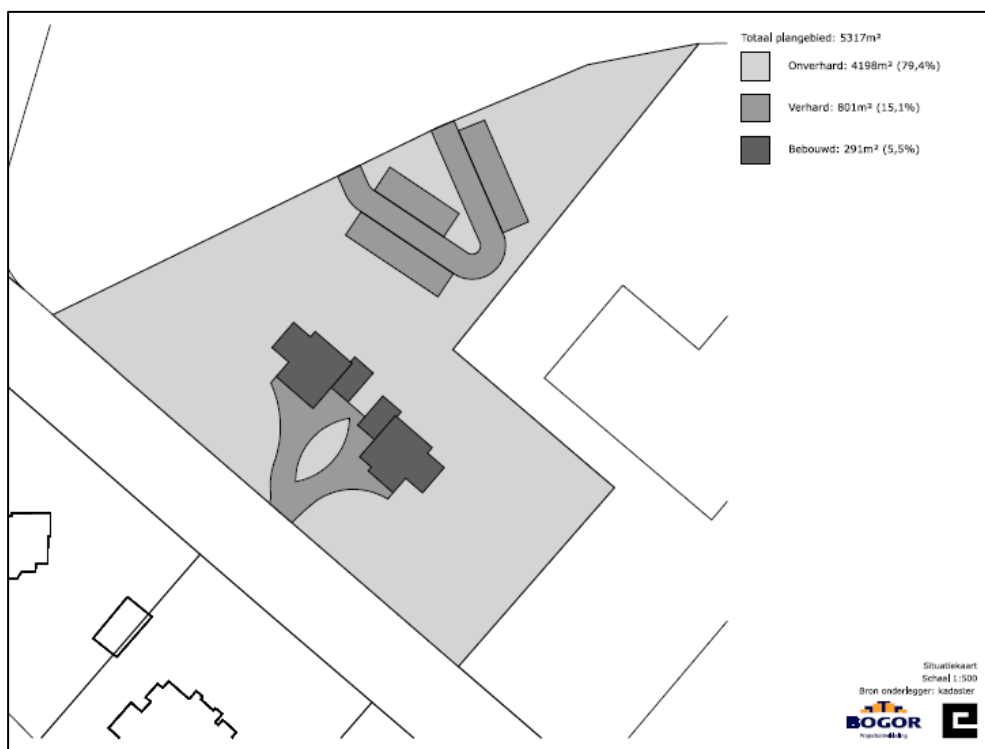 Totaal plangebied: 5317m²
Onverhard: 4198m² (79,4%)
Verhard: 801m² (15,1%)
Bebouwd: 291m² (5,5%)
Situatiekaart
Schaal 1:500
Bron onderlegger: kadaster
BOGOR
Projectontwikkeling